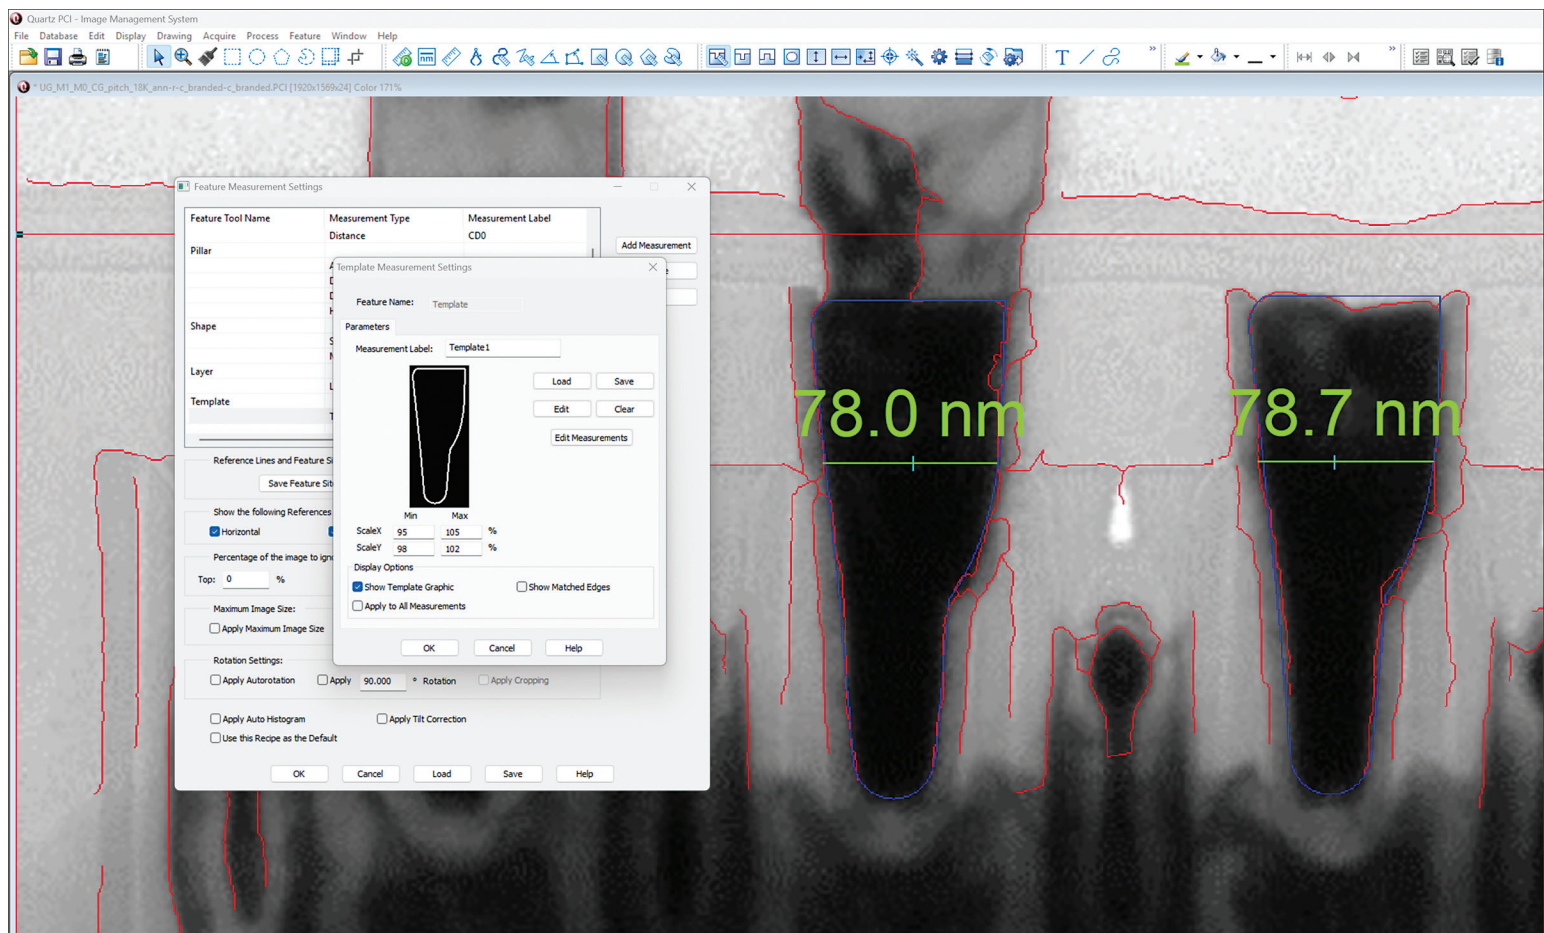 Quartz PCI - Image Management System
File Database Edit Display Drawing Acquire Process Feature Window Help
nm T »  »
* UG_M1_M0_CG_pitch_18K_ann-r-c_branded-c_branded.PCI [1920x1569x24] Color 171%
Feature Measurement Settings
Feature Tool Name Measurement Type Measurement Label
Distance CD0
Pillar
Add Measurement
Shape
Layer
Template
Reference Lines and Feature Si
Save Feature Sit
Show the following References
Horizontal
Percentage of the image to igno
Top: 0 %
Maximum Image Size:
Apply Maximum Image Size
Rotation Settings:
Apply Autorotation Apply 90.000 ° Rotation Apply Cropping
Apply Auto Histogram Apply Tilt Correction
Use this Recipe as the Default
OK Cancel Load Save Help
Template Measurement Settings
Feature Name: Template
Parameters
Measurement Label: Template1
Load Save
Edit Clear
Edit Measurements
Min Max
ScaleX 95 105 %
ScaleY 98 102 %
Display Options
Show Template Graphic Show Matched Edges
Apply to All Measurements
OK Cancel Help
78.0 nm 78.7 nm